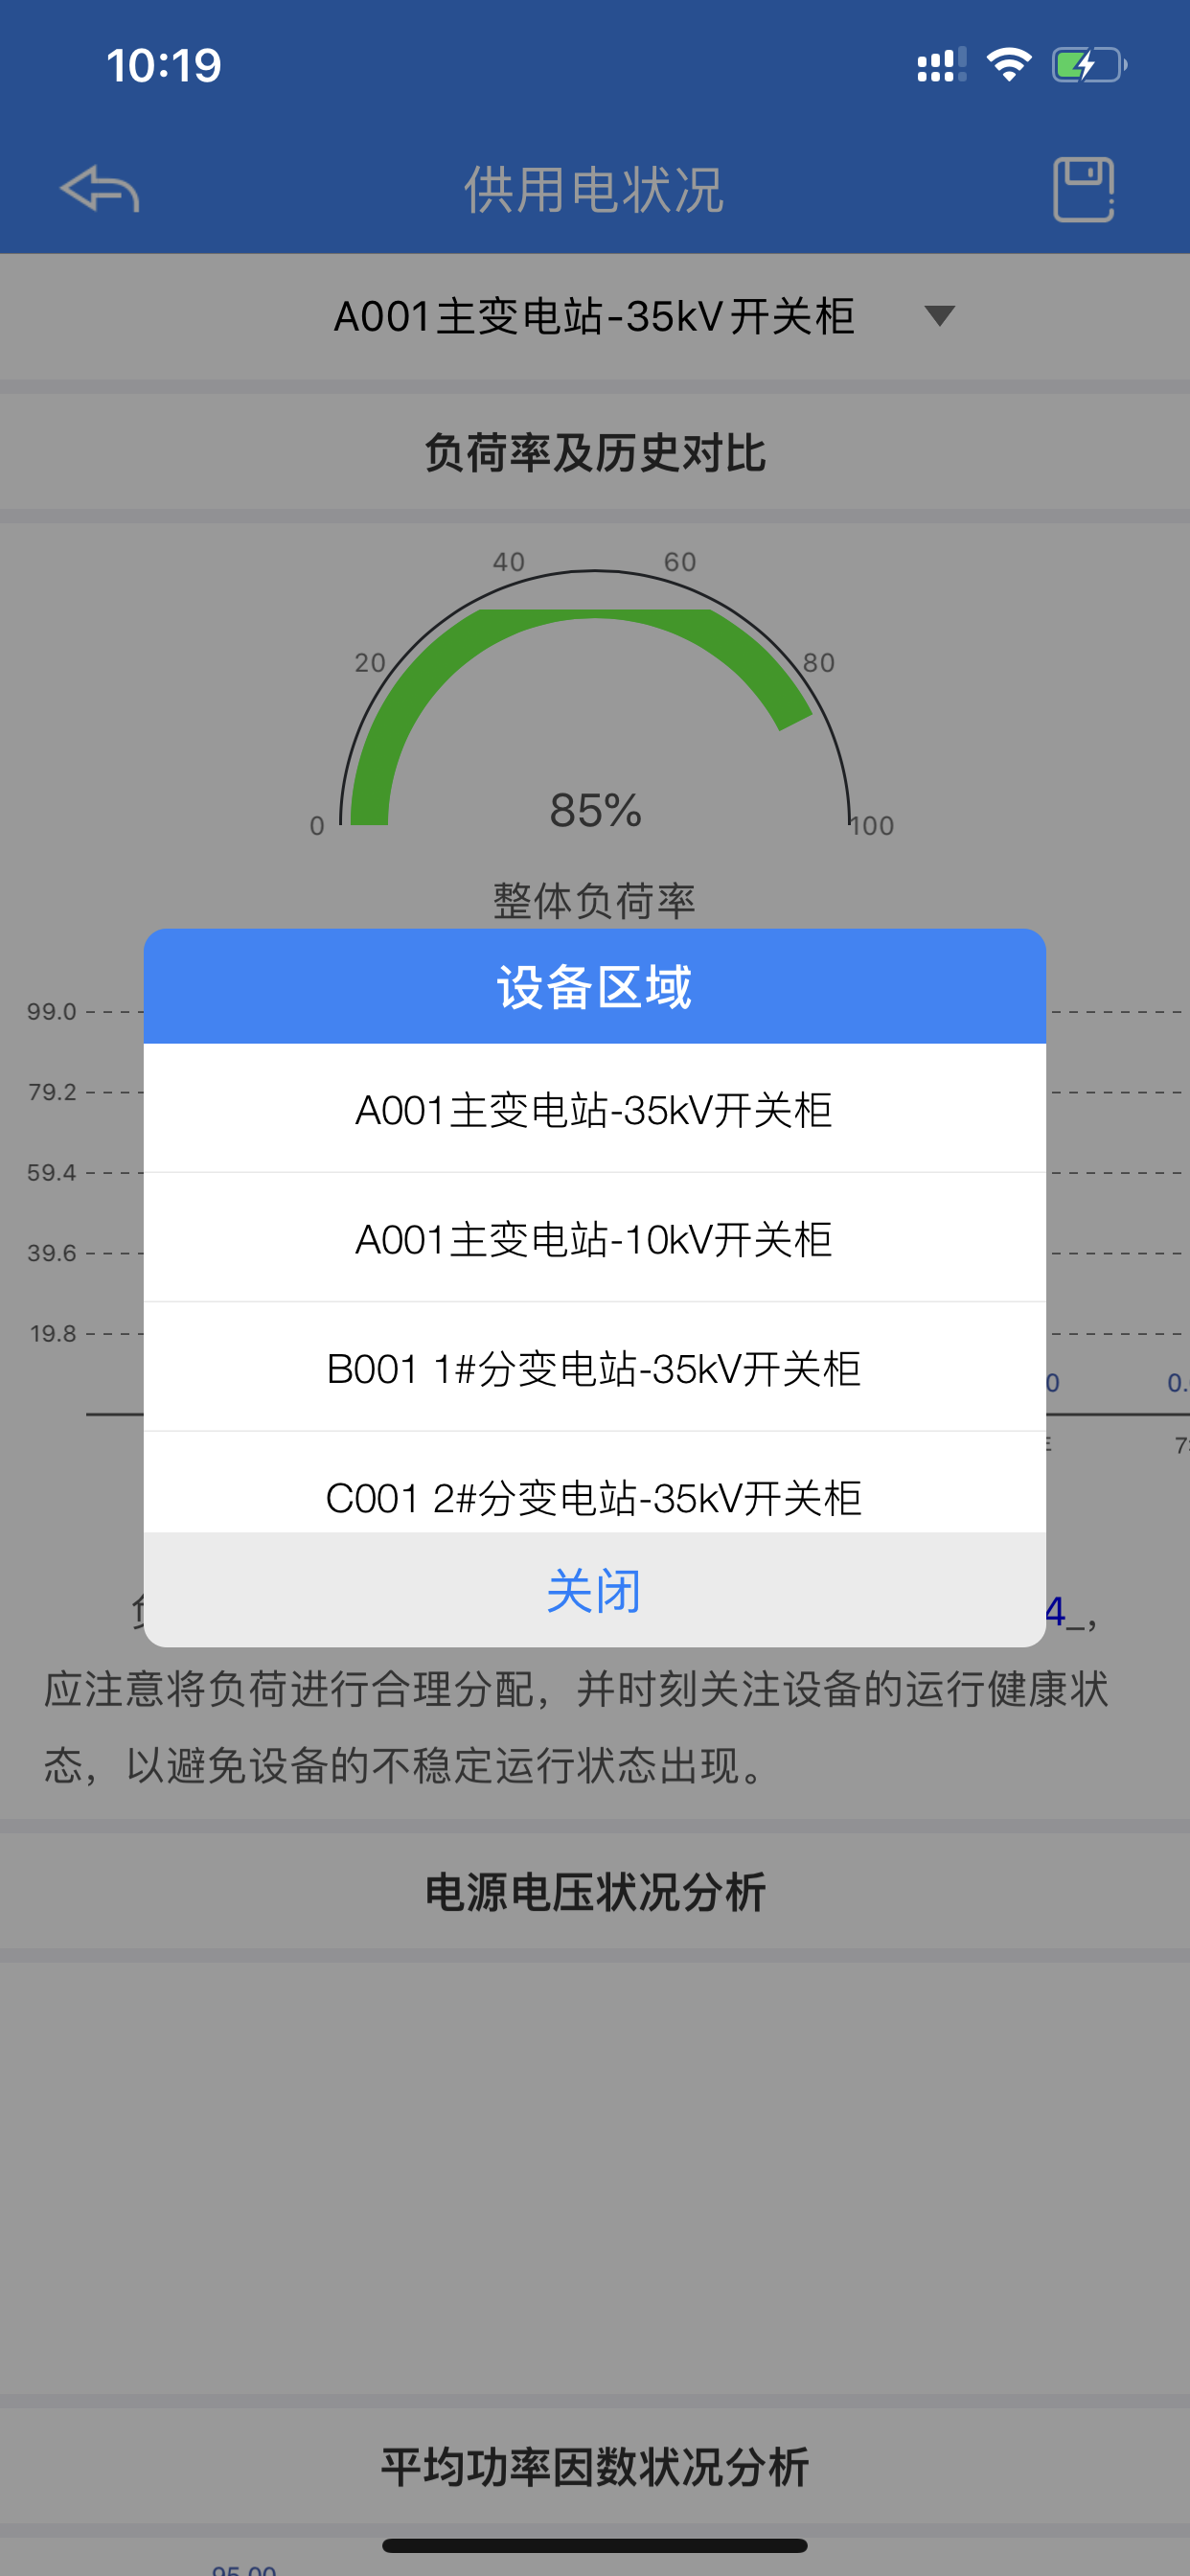 10:19
供用电状况
A001主变电站-35kV开关柜
负荷率及历史对比
40 60
20 80
85%
0 100
整体负荷率
设备区域
99.0
A001主变电站-35kV开关柜
79.2
59.4
A001主变电站-10kV开关柜
39.6
19.8
B001 1#分变电站-35kV开关柜
0 0.
7
C001 2#分变电站-35kV开关柜
关闭
4_，
应注意将负荷进行合理分配，并时刻关注设备的运行健康状
态，以避免设备的不稳定运行状态出现。
电源电压状况分析
平均功率因数状况分析
95.00